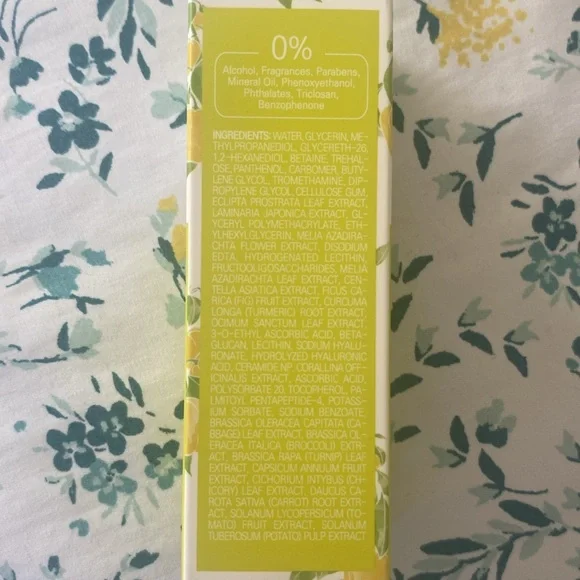 0%
Alcohol, Fragrances, Parabens,
Mineral Oil, Phenoxyethanol,
Phthalates, Triclosan,
Benzophenone
INGREDIENTS: WATER, GLYCERIN, ME-
THYLPROPANEDIOL, GLYCERETH-26,
1,2-HEXANEDIOL, BETAINE, TREHAL-
OSE, PANTHENOL, CARBOMER, BUTY-
LENE GLYCOL, TROMETHAMINE, DIP-
ROPYLENE GLYCOL, CELLULOSE GUM,
ECLIPTA PROSTRATA LEAF EXTRACT,
LAMINARIA JAPONICA EXTRACT, GL-
YCERYL POLYMETHACRYLATE, ETH-
YLHEXYLGLYCERIN, MELIA AZADIRA-
CHTA FLOWER EXTRACT, DISODIUM
EDTA, HYDROGENATED LECITHIN,
FRUCTOOLIGOSACCHARIDES, MELIA
AZADIRACHTA LEAF EXTRACT, CEN-
TELLA ASIATICA EXTRACT, FICUS CA-
RICA (FIG) FRUIT EXTRACT, CURCUMA
LONGA (TURMERIC) ROOT EXTRACT,
OCIMUM SANCTUM LEAF EXTRACT,
3-O-ETHYL ASCORBIC ACID, BETA-
GLUCAN, LECITHIN, SODIUM HYALU-
RONATE, HYDROLYZED HYALURONIC
ACID, CERAMIDE NP, CORALLINA OFF-
ICINALIS EXTRACT, ASCORBIC ACID,
POLYSORBATE 20, TOCOPHEROL, PA-
LMITOYL PENTAPEPTIDE-4, POTAS-
SIUM SORBATE, SODIUM BENZOATE,
BRASSICA OLERACEA CAPITATA (CA-
BBAGE) LEAF EXTRACT, BRASSICA OL-
ERACEA ITALICA (BROCCOLI) EXTRA-
CT, BRASSICA RAPA (TURNIP) LEAF
EXTRACT, CAPSICUM ANNUUM FRUIT
EXTRACT, CICHORIUM INTYBUS (CHI-
CORY) LEAF EXTRACT, DAUCUS CA-
ROTA SATIVA (CARROT) ROOT EXTR-
ACT, SOLANUM LYCOPERSICUM (TO-
MATO) FRUIT EXTRACT, SOLANUM
TUBEROSUM (POTATO) PULP EXTRACT